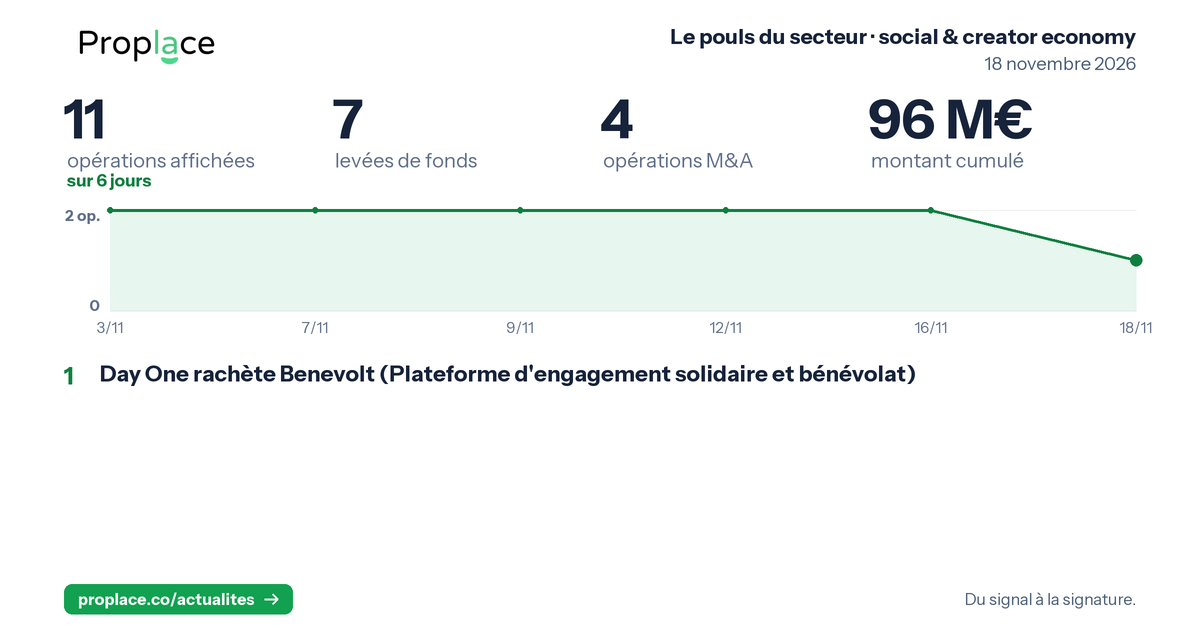 Proplace
Le pouls du secteur · social & creator economy
18 novembre 2026
11
opérations affichées
sur 6 jours
7
levées de fonds
4
opérations M&A
96 M€
montant cumulé
2 op.
0
3/11
7/11
9/11
12/11
16/11
18/11
1 Day One rachète Benevolt (Plateforme d'engagement solidaire et bénévolat)
proplace.co/actualites →
Du signal à la signature.